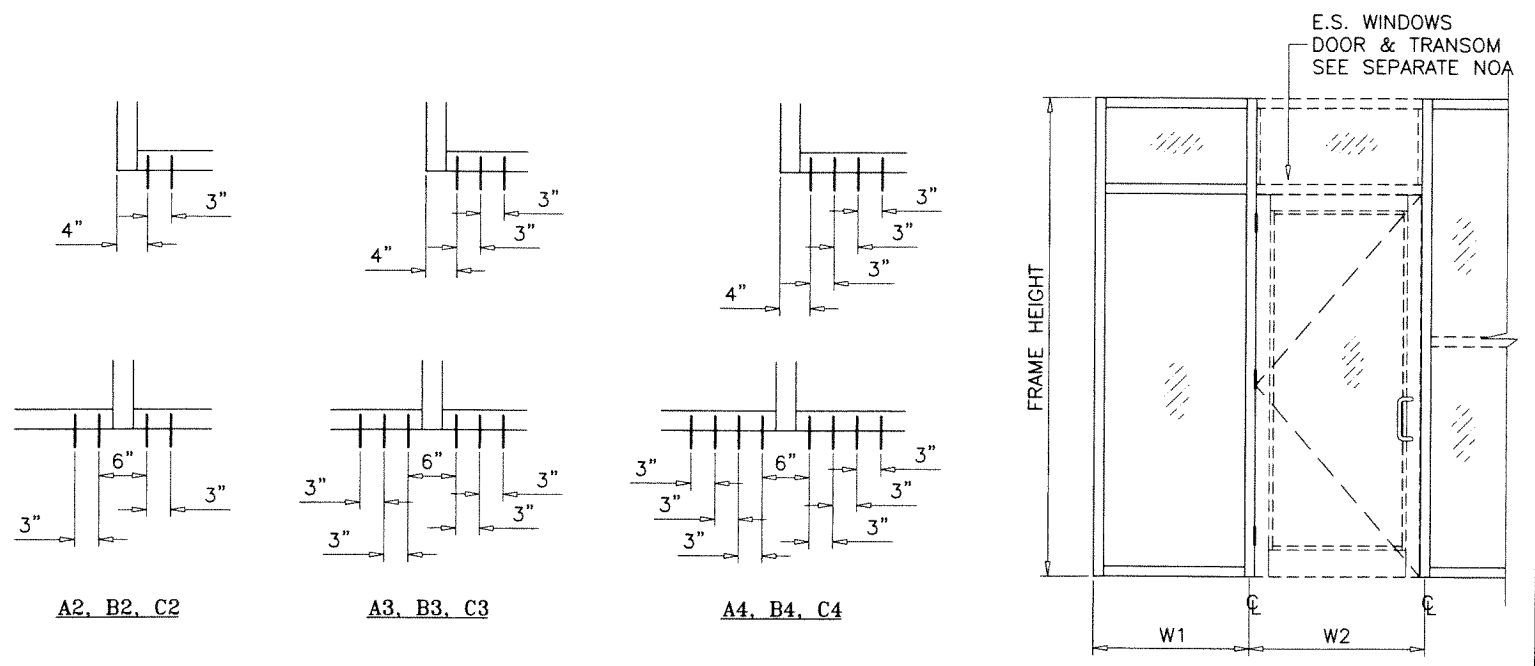 E.S. WINDOWS
DOOR & TRANSOM
SEE SEPARATE NOA
3"
4"
3"
3"
4"
3"
3"
3"
4"
FRAME HEIGHT
6"
3"
3"
6"
3"
3"
3"
3"
6"
3"
3"
3"
3"
3"
3"
A2, B2, C2
A3, B3, C3
A4, B4, C4
℄
℄
W1
W2